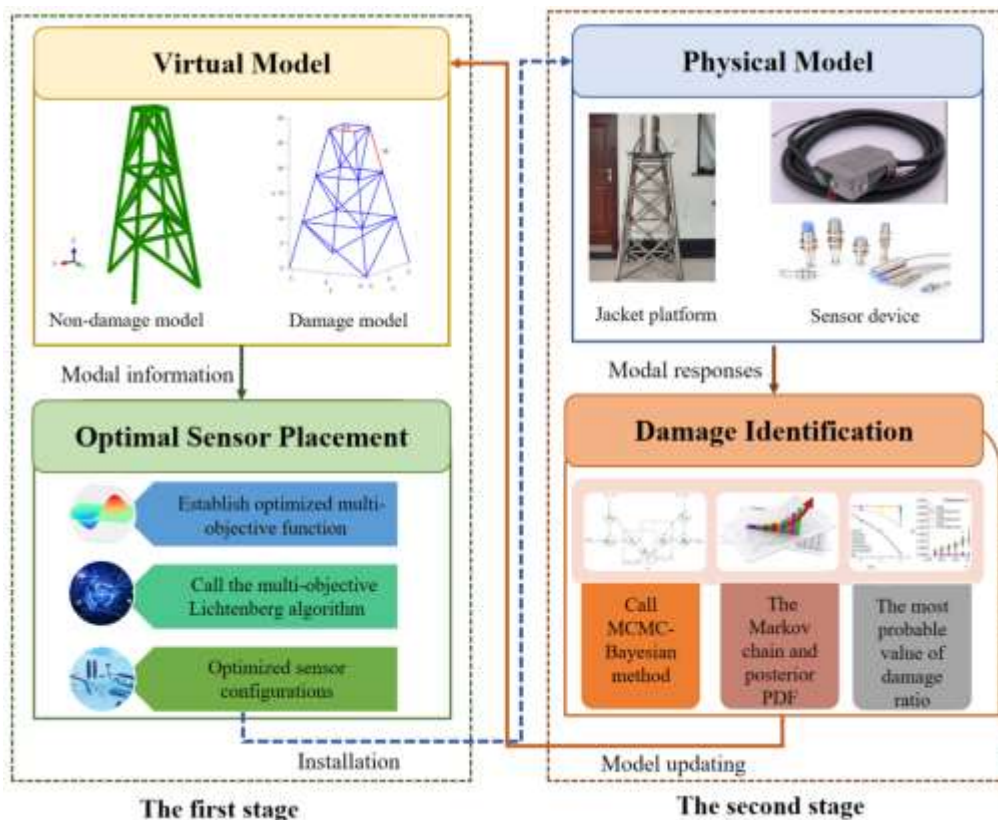 Virtual Model
Non-damage model
Damage model
Modal information
Optimal Sensor Placement
Establish optimized multi-
objective function
Call the multi-objective
Lichtenberg algorithm
Optimized sensor
configurations
Installation
The first stage
Physical Model
Jacket platform
Sensor device
Modal responses
Damage Identification
Call
MCMC-
Bayesian
method
The
Markov
chain and
posterior
PDF
The most
probable
value of
damage
ratio
Model updating
The second stage